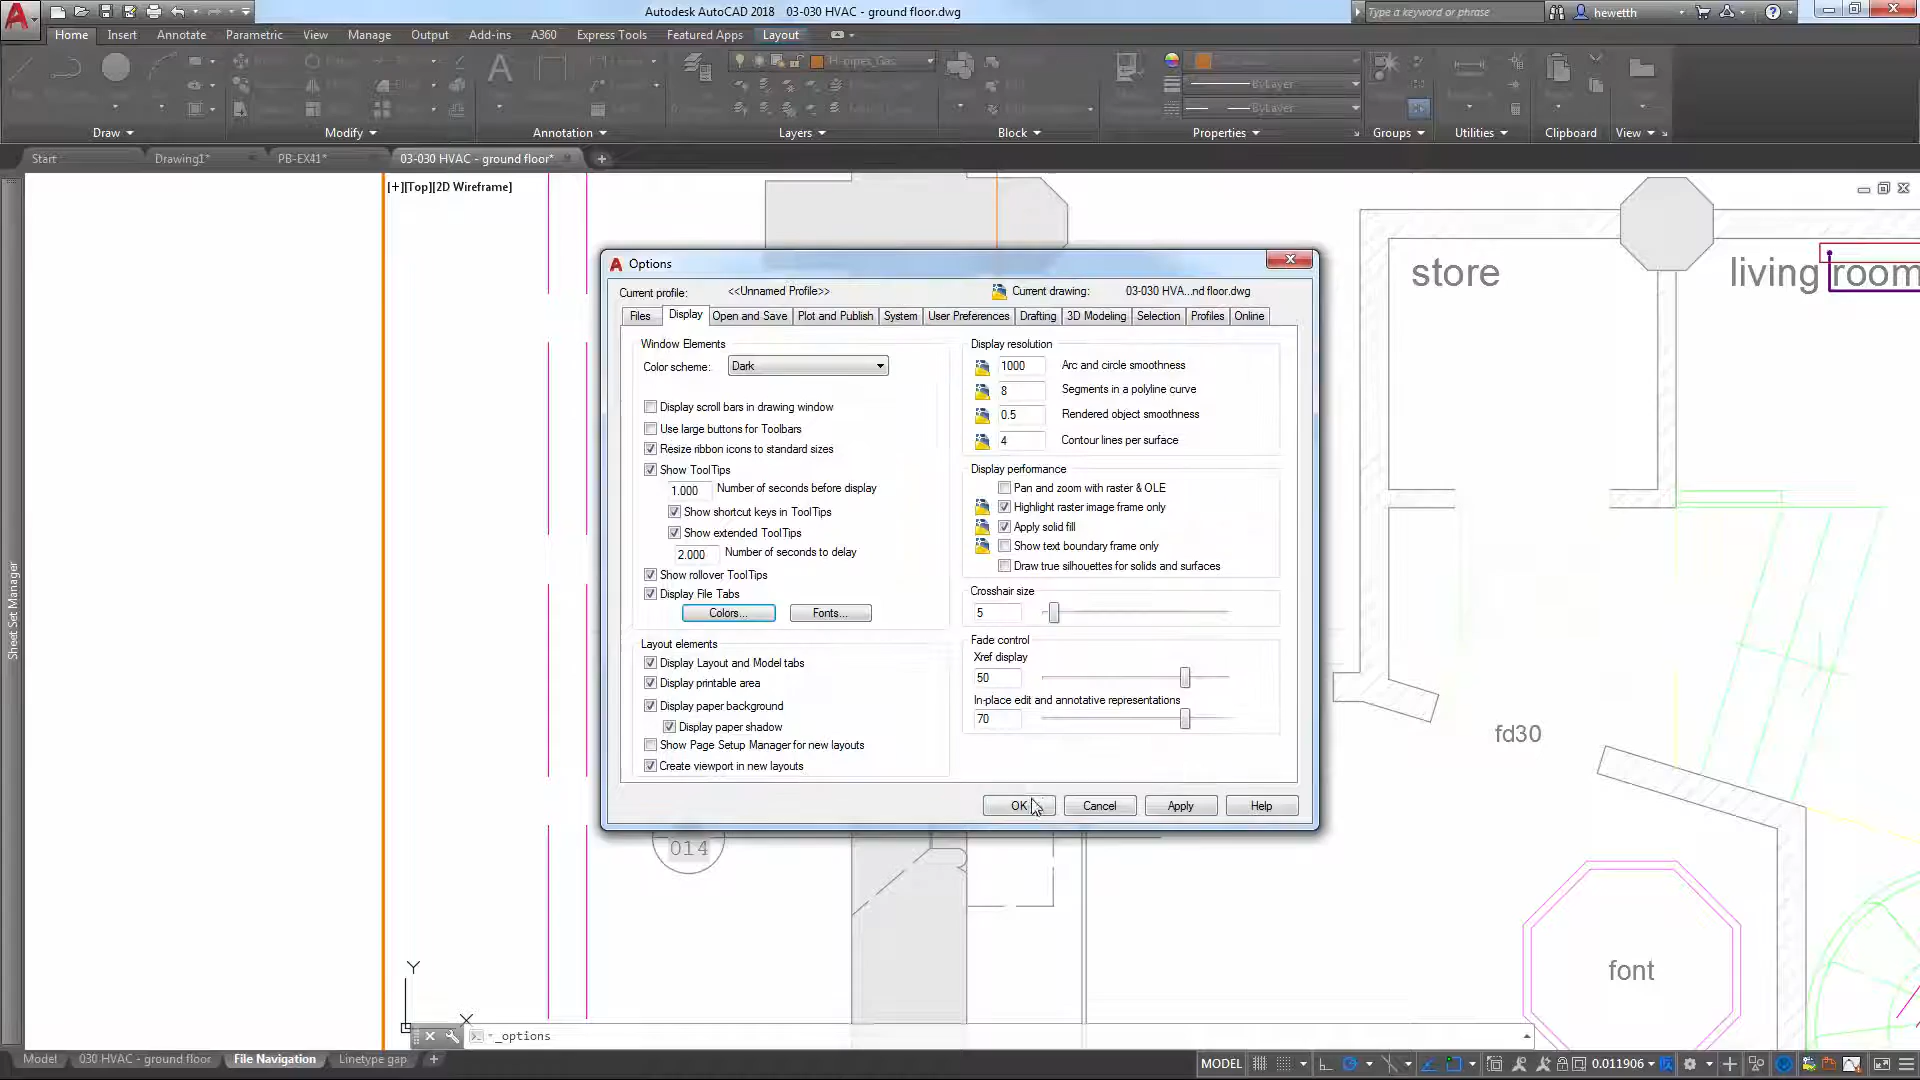 Autodesk AutoCAD 2018 03-030 HVAC - ground floor.dwg
Type a keyword or phrase
hewetth
Home Insert Annotate Parametric View Manage Output Add-ins A360 Express Tools Featured Apps Layout
H-pipes_Gas
ByLayer
ByLayer
Draw Modify Annotation Layers Block Properties Groups Utilities Clipboard View
Start Drawing1* PB-EX41* 03-030 HVAC - ground floor*
[+][Top][2D Wireframe]
store
living room
Options
Current profile: <<Unnamed Profile>> Current drawing: 03-030 HVA...nd floor.dwg
Files Display Open and Save Plot and Publish System User Preferences Drafting 3D Modeling Selection Profiles Online
Window Elements
Color scheme: Dark
Display scroll bars in drawing window
Use large buttons for Toolbars
Resize ribbon icons to standard sizes
Show ToolTips
1.000 Number of seconds before display
Show shortcut keys in ToolTips
Show extended ToolTips
2.000 Number of seconds to delay
Show rollover ToolTips
Display File Tabs
Colors... Fonts...
Layout elements
Display Layout and Model tabs
Display printable area
Display paper background
Display paper shadow
Show Page Setup Manager for new layouts
Create viewport in new layouts
Display resolution
1000 Arc and circle smoothness
8 Segments in a polyline curve
0.5 Rendered object smoothness
4 Contour lines per surface
Display performance
Pan and zoom with raster & OLE
Highlight raster image frame only
Apply solid fill
Show text boundary frame only
Draw true silhouettes for solids and surfaces
Crosshair size
5
Fade control
Xref display
50
In-place edit and annotative representations
70
OK Cancel Apply Help
Sheet Set Manager
fd30
014
font
Y
X
_options
Model 030 HVAC - ground floor File Navigation Linetype gap
MODEL 0.011906